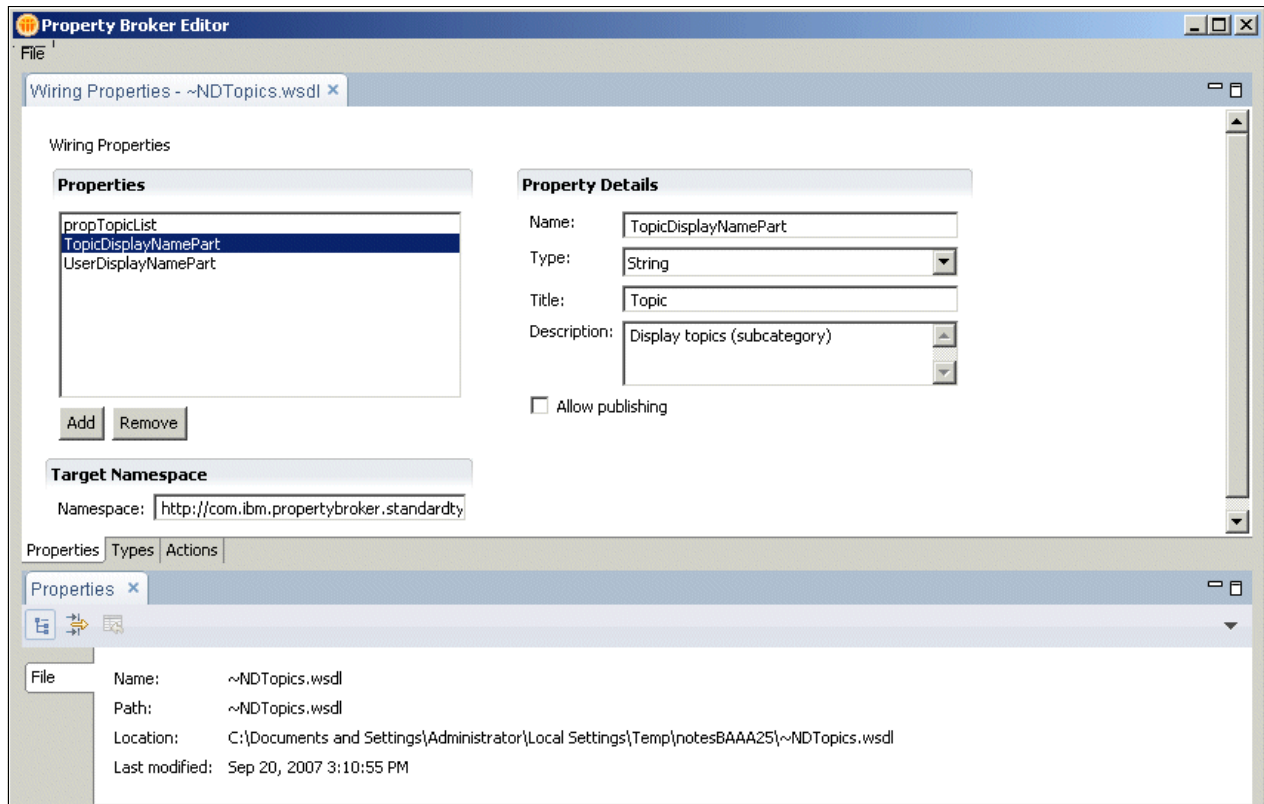 Property Broker Editor
File
Wiring Properties - ~NDTopics.wsdl
Wiring Properties
Properties
propTopicList
TopicDisplayNamePart
UserDisplayNamePart
Add Remove
Target Namespace
Namespace: http://com.ibm.propertybroker.standardty
Property Details
Name: TopicDisplayNamePart
Type: String
Title: Topic
Description: Display topics (subcategory)
Allow publishing
Properties Types Actions
Properties
File
Name: ~NDTopics.wsdl
Path: ~NDTopics.wsdl
Location: C:\Documents and Settings\Administrator\Local Settings\Temp\notesBAAA25\~NDTopics.wsdl
Last modified: Sep 20, 2007 3:10:55 PM